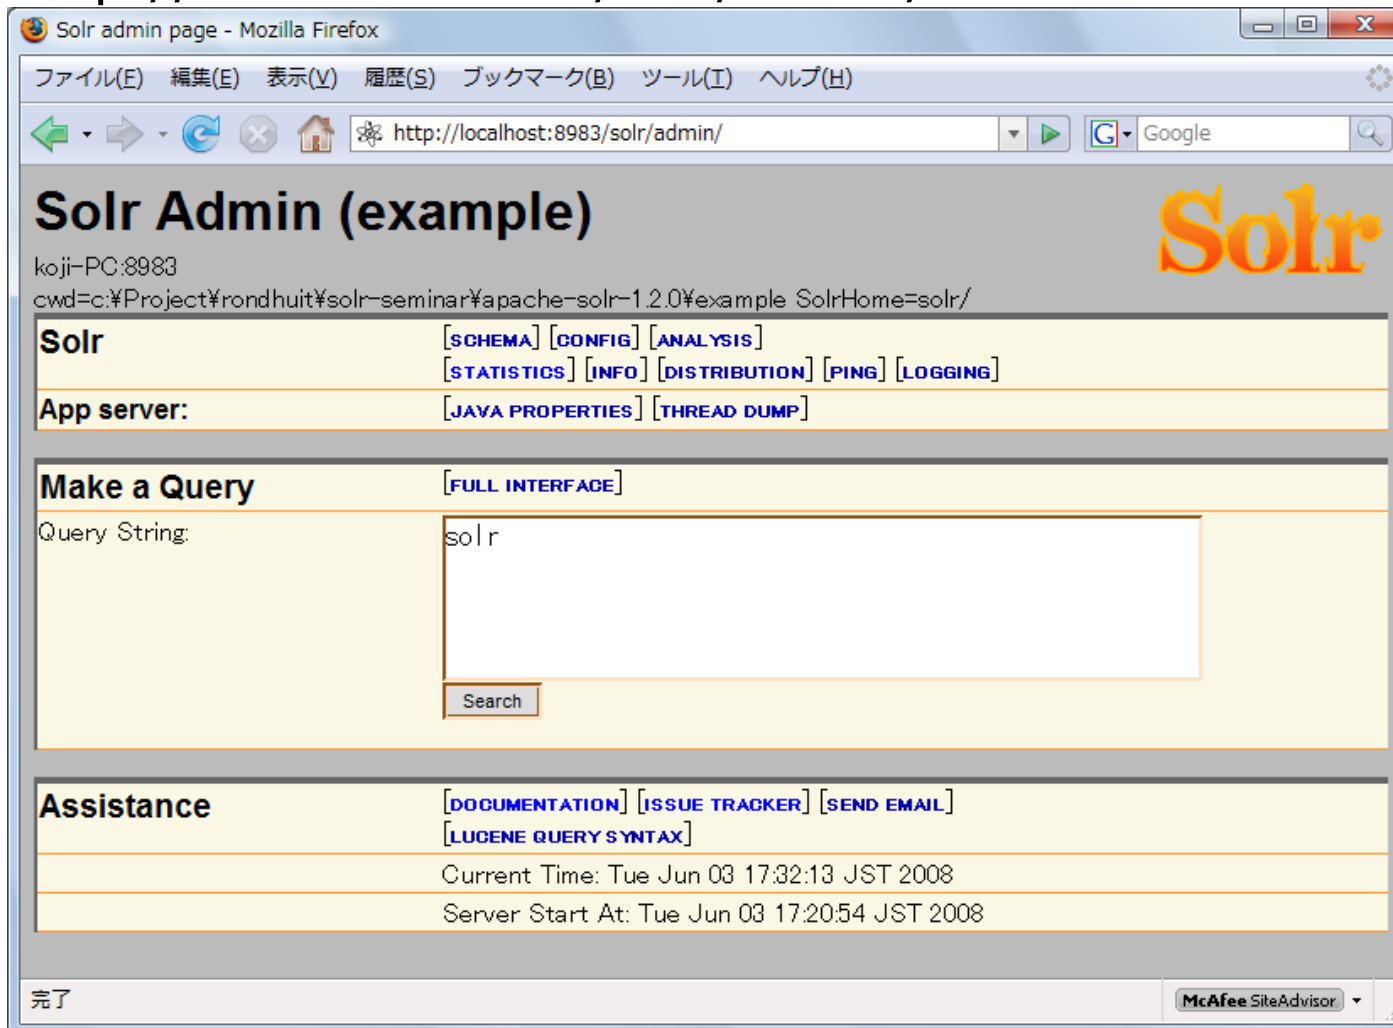 Solr admin page - Mozilla Firefox
ファイル(F) 編集(E) 表示(V) 履歴(S) ブックマーク(B) ツール(T) ヘルプ(H)
http://localhost:8983/solr/admin/ G Google
Solr Admin (example) Solr
koji-PC:8983
cwd=c:¥Project¥rondhuit¥solr-seminar¥apache-solr-1.2.0¥example SolrHome=solr/
Solr [SCHEMA] [CONFIG] [ANALYSIS]
[STATISTICS] [INFO] [DISTRIBUTION] [PING] [LOGGING]
App server: [JAVA PROPERTIES] [THREAD DUMP]
Make a Query [FULL INTERFACE]
Query String: solr
Search
Assistance [DOCUMENTATION] [ISSUE TRACKER] [SEND EMAIL]
[LUCENE QUERY SYNTAX]
Current Time: Tue Jun 03 17:32:13 JST 2008
Server Start At: Tue Jun 03 17:20:54 JST 2008
完了 McAfee SiteAdvisor